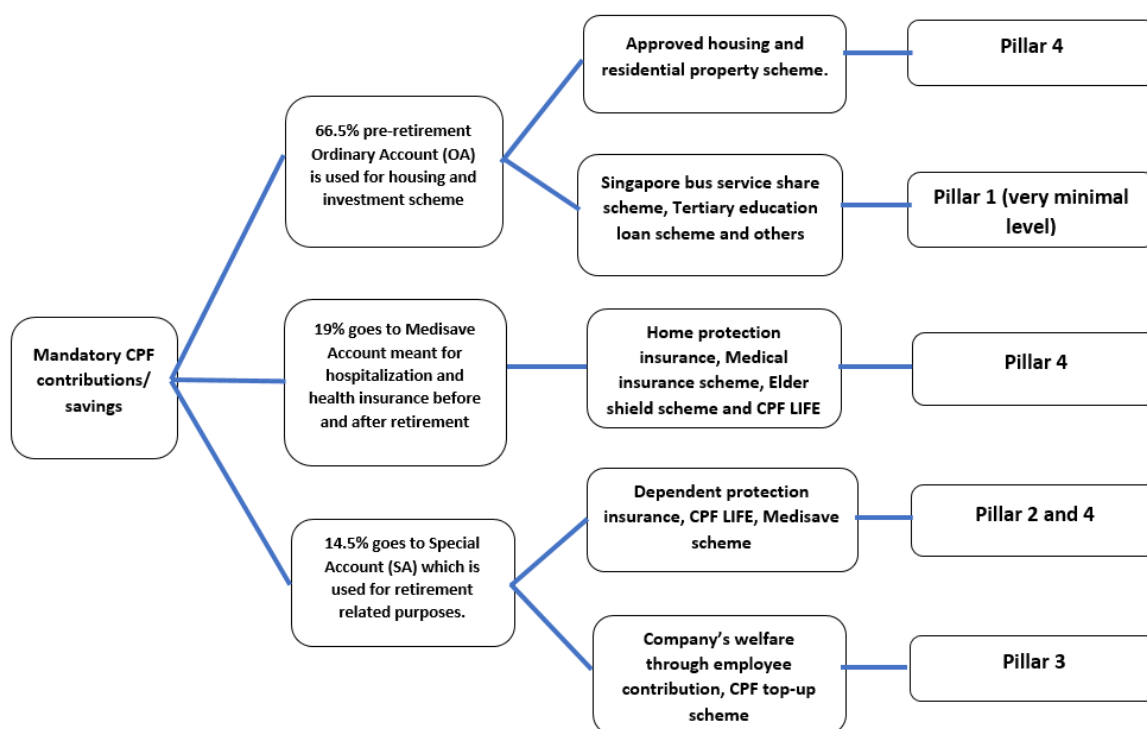 Mandatory CPF
contributions/
savings
66.5% pre-retirement
Ordinary Account (OA)
is used for housing and
investment scheme
19% goes to Medisave
Account meant for
hospitalization and
health insurance before
and after retirement
14.5% goes to Special
Account (SA) which is
used for retirement
related purposes.
Approved housing and
residential property scheme.
Singapore bus service share
scheme, Tertiary education
loan scheme and others
Home protection
insurance, Medical
insurance scheme, Elder
shield scheme and CPF LIFE
Dependent protection
insurance, CPF LIFE, Medisave
scheme
Company's welfare
through employee
contribution, CPF top-up
scheme
Pillar 4
Pillar 1 (very minimal
level)
Pillar 4
Pillar 2 and 4
Pillar 3